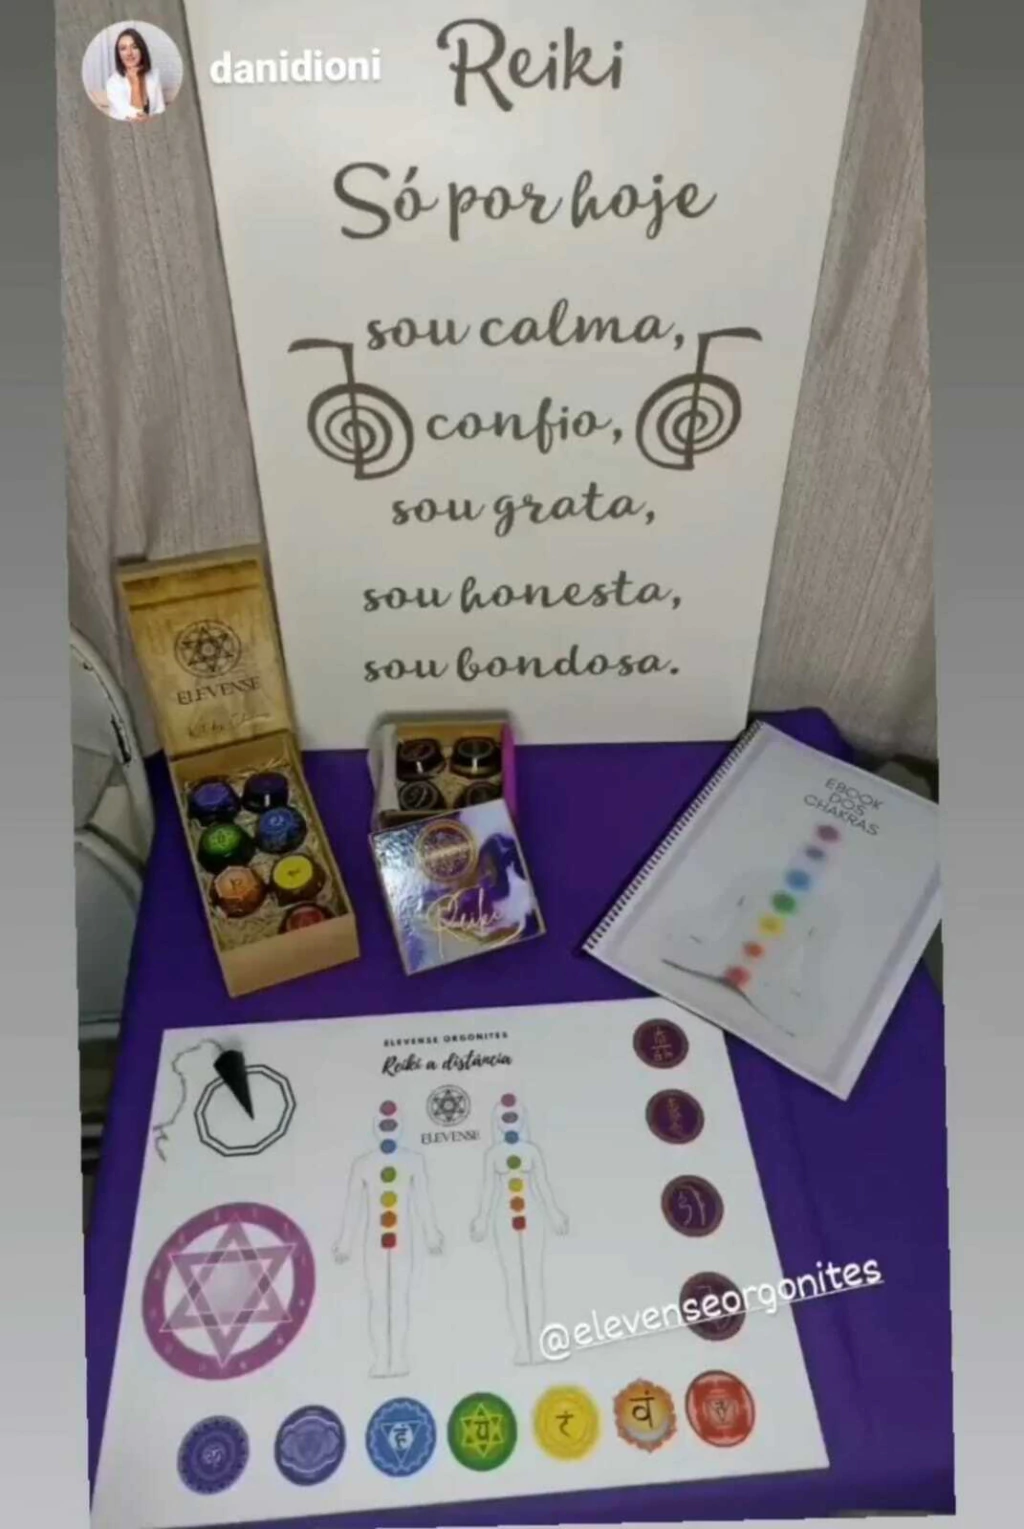 danidioni
Reiki
Só por hoje
sou calma,
confio,
sou grata,
sou honesta,
sou bondosa.
ELEVENSE
Reiki
EBOOK
DOS
CHAKRAS
ELEVENSE ORGONITES
Reiki a distância
ELEVENSE
@elevenseorgonites
ॐ
हं
यं
रं
वं